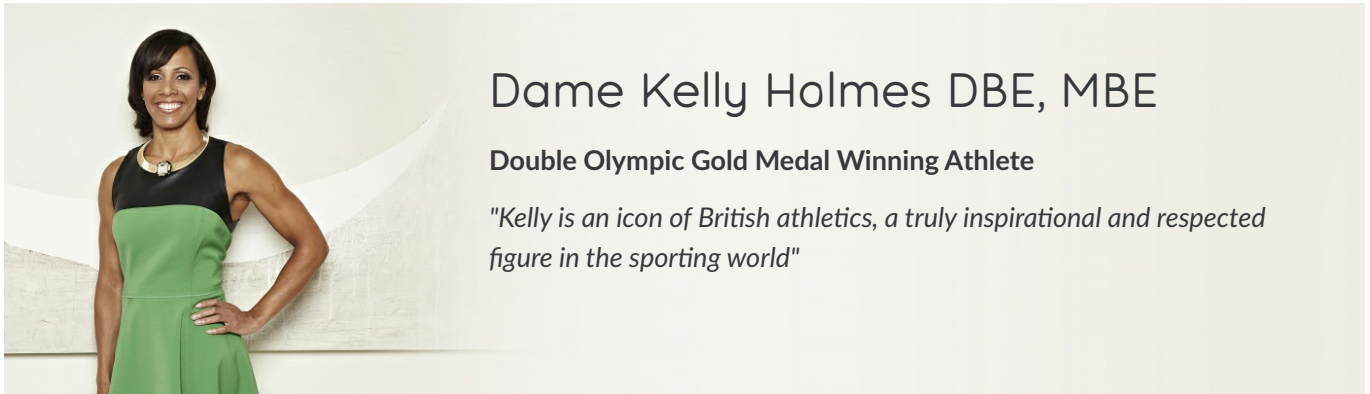 Dame Kelly Holmes DBE, MBE
Double Olympic Gold Medal Winning Athlete
"Kelly is an icon of British athletics, a truly inspirational and respected
figure in the sporting world"